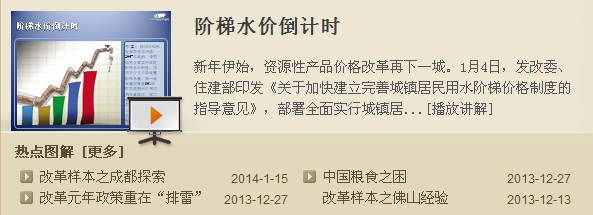 阶梯水价倒计时
阶梯水价倒计时
新年伊始，资源性产品价格改革再下一城。1月4日，发改委、
住建部印发《关于加快建立完善城镇居民用水阶梯价格制度的
指导意见》，部署全面实行城镇居...[播放讲解]
热点图解 [更多]
改革样本之成都探索 2014-1-15
中国粮食之困 2013-12-27
改革元年政策重在“排雷” 2013-12-27
改革样本之佛山经验 2013-12-13